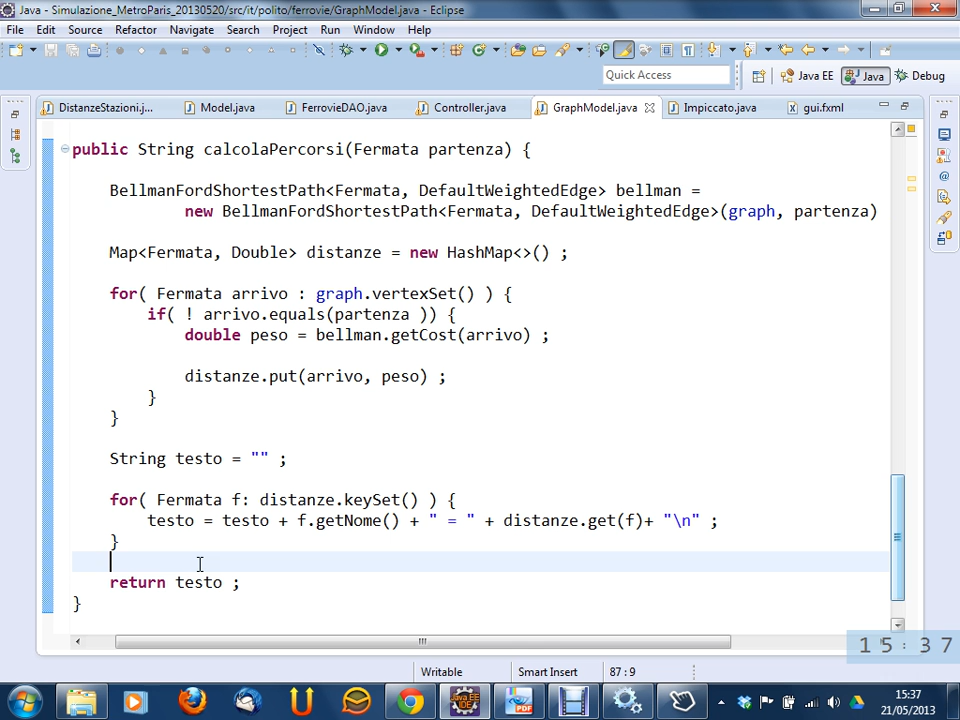 Java - Simulazione_MetroParis_20130520/src/it/polito/ferrovie/GraphModel.java - Eclipse
File Edit Source Refactor Navigate Search Project Run Window Help
Quick Access
Java EE Java Debug
DistanzeStazioni.j... Model.java FerrovieDAO.java Controller.java GraphModel.java Impiccato.java gui.fxml
public String calcolaPercorsi(Fermata partenza) {
BellmanFordShortestPath<Fermata, DefaultWeightedEdge> bellman =
new BellmanFordShortestPath<Fermata, DefaultWeightedEdge>(graph, partenza)
Map<Fermata, Double> distanze = new HashMap<>() ;
for( Fermata arrivo : graph.vertexSet() ) {
if( ! arrivo.equals(partenza )) {
double peso = bellman.getCost(arrivo) ;
distanze.put(arrivo, peso) ;
}
}
String testo = "" ;
for( Fermata f: distanze.keySet() ) {
testo = testo + f.getNome() + " = " + distanze.get(f)+ "\n" ;
}
return testo ;
}
15:37
Writable Smart Insert 87 : 9
Java EE IDE
PDF
15:37
21/05/2013